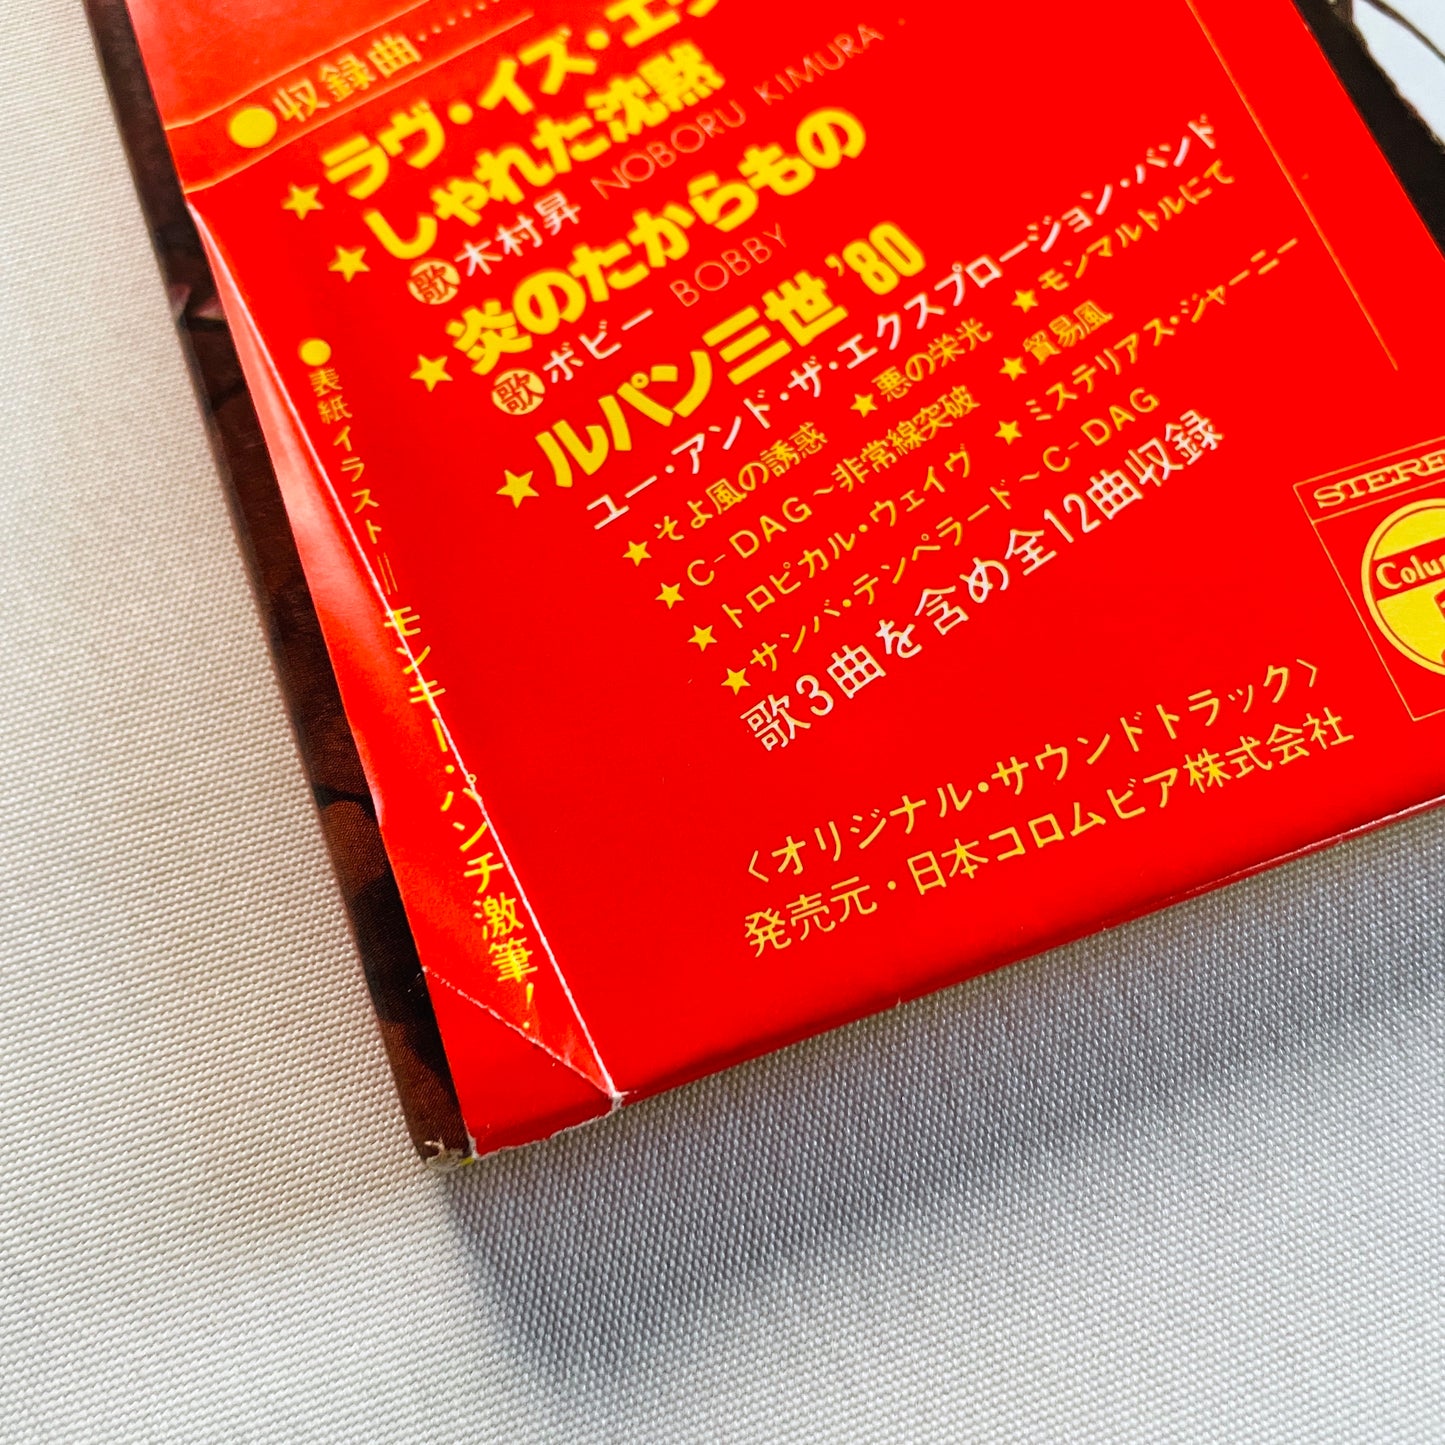 ●収録曲……
★ラヴ・イズ・エヴ
★しゃれた沈黙
歌木村昇 NOBORU KIMURA
★炎のたからもの
歌ボビー BOBBY
★ルパン三世'80
ユー・アンド・ザ・エクスプロージョン・バンド
★そよ風の誘惑 ★悪の栄光 ★モンマルトルにて
★C-DAG〜非常線突破 ★貿易風
★トロピカル・ウェイヴ ★ミステリアス・ジャーニー
★サンバ・テンペラード〜C-DAG
歌3曲を含め全12曲収録
〈オリジナル・サウンドトラック〉
発売元・日本コロムビア株式会社
●表紙イラスト=モンキー・パンチ激筆!